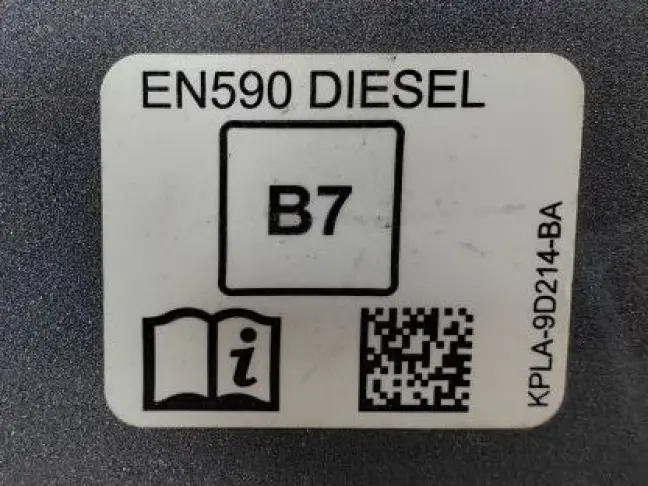 EN590 DIESEL
B7
i
KPLA-9D214-BA